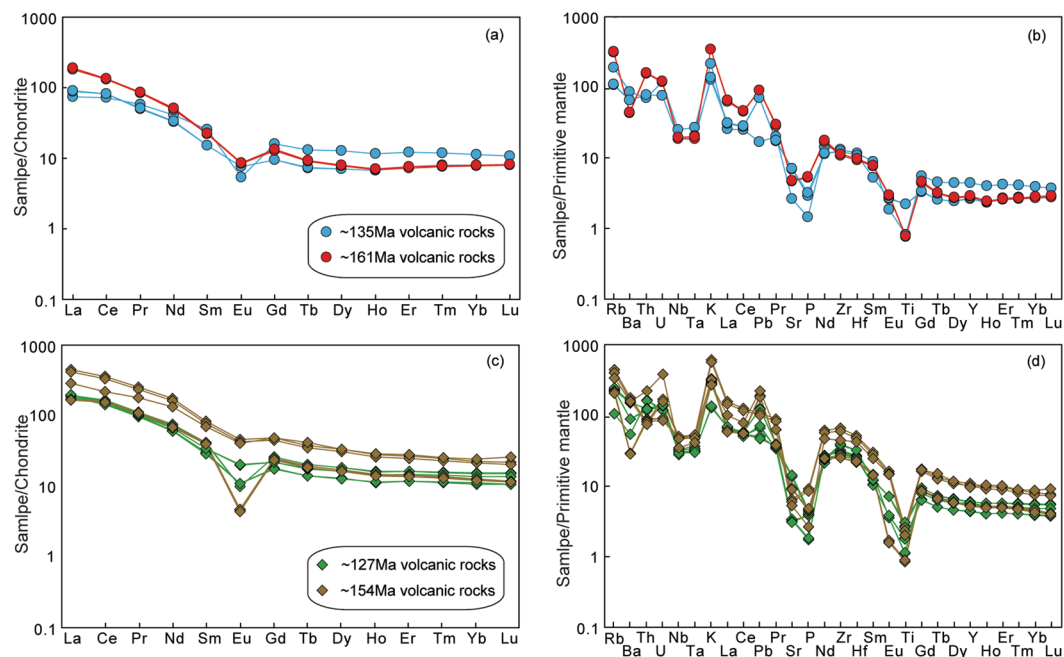 1000
100
10
1
0.1
Samlpe/Chondrite
(a)
~135Ma volcanic rocks
~161Ma volcanic rocks
La Ce Pr Nd Sm Eu Gd Tb Dy Ho Er Tm Yb Lu
1000
100
10
1
0.1
Samlpe/Primitive mantle
(b)
Rb Th Nb K Ce Pr P Zr Sm Ti Tb Y Er Yb
Ba U Ta La Pb Sr Nd Hf Eu Gd Dy Ho Tm Lu
1000
100
10
1
0.1
Samlpe/Chondrite
(c)
~127Ma volcanic rocks
~154Ma volcanic rocks
La Ce Pr Nd Sm Eu Gd Tb Dy Ho Er Tm Yb Lu
1000
100
10
1
0.1
Samlpe/Primitive mantle
(d)
Rb Th Nb K Ce Pr P Zr Sm Ti Tb Y Er Yb
Ba U Ta La Pb Sr Nd Hf Eu Gd Dy Ho Tm Lu